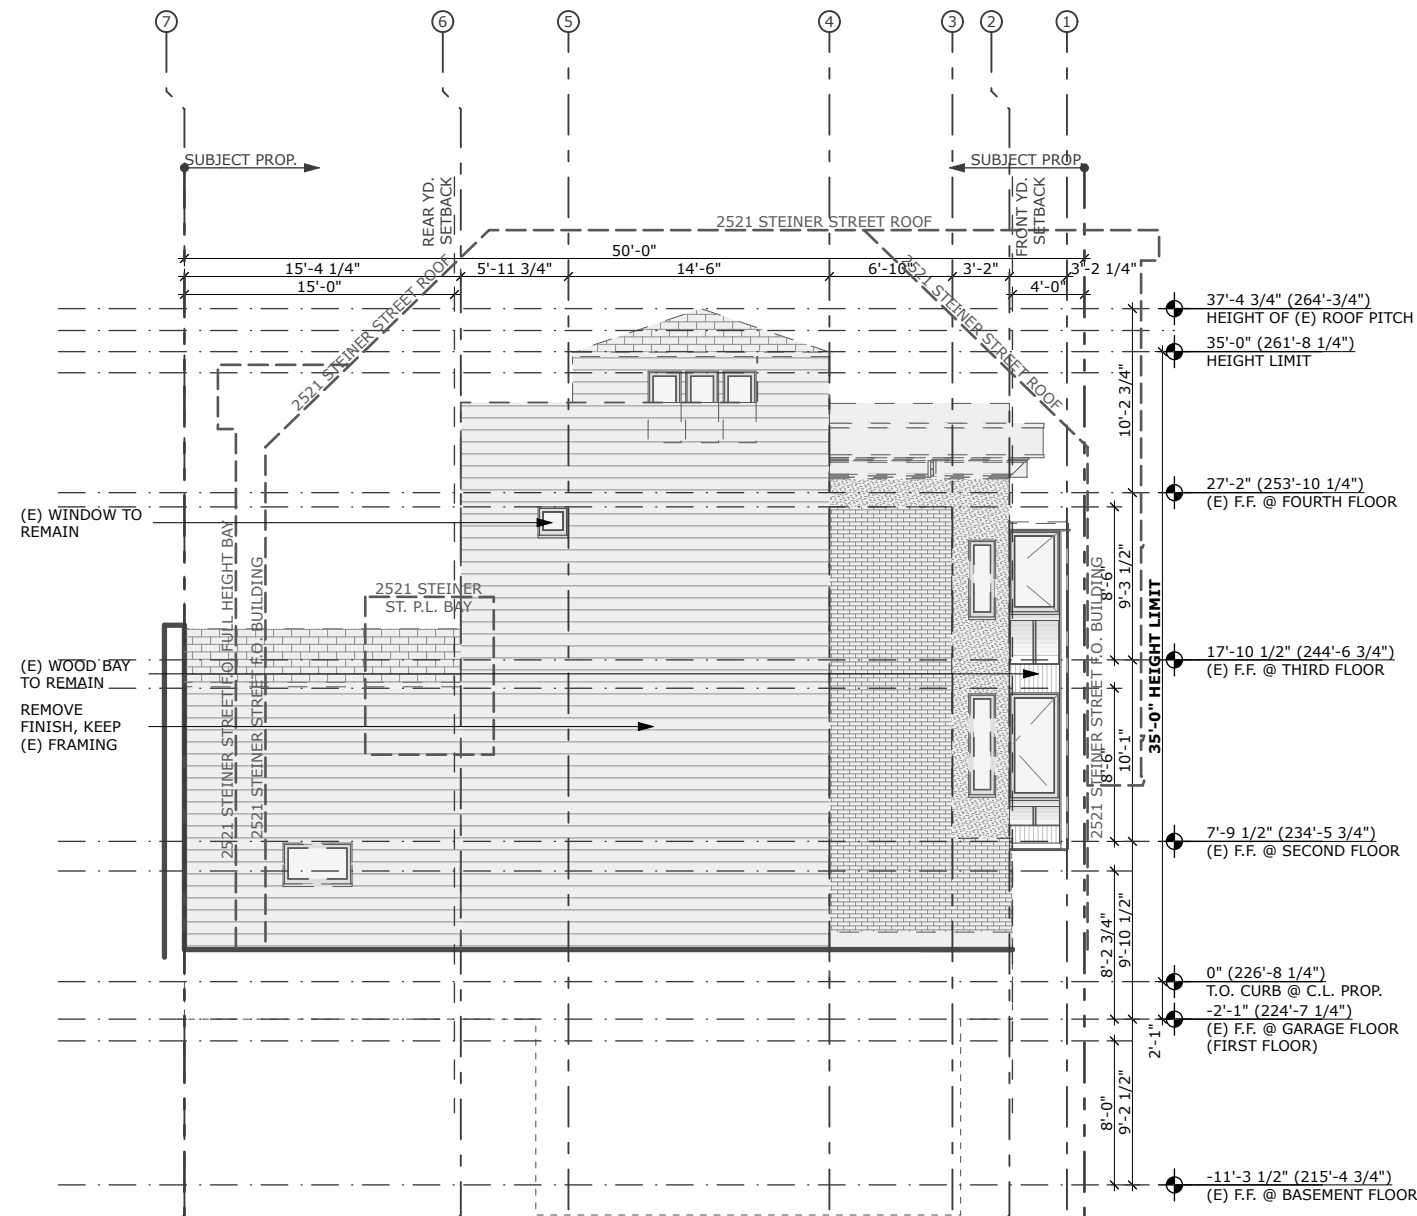 7
6
5
4
3
2
1
SUBJECT PROP.
SUBJECT PROP.
REAR YD.
SETBACK
FRONT YD.
SETBACK
2521 STEINER STREET ROOF
50'-0"
15'-4 1/4"
5'-11 3/4"
14'-6"
6'-10"
3'-2"
3'-2 1/4"
15'-0"
4'-0"
2521 STEINER STREET ROOF
2521 STEINER STREET ROOF
37'-4 3/4" (264'-3/4")
HEIGHT OF (E) ROOF PITCH
35'-0" (261'-8 1/4")
HEIGHT LIMIT
10'-2 3/4"
27'-2" (253'-10 1/4")
(E) F.F. @ FOURTH FLOOR
(E) WINDOW TO
REMAIN
2521 STEINER STREET F.O. FULL HEIGHT BAY
2521 STEINER STREET F.O. BUILDING
2521 STEINER
ST. P.L. BAY
8'-6"
9'-3 1/2"
2521 STEINER STREET F.O. BUILDING
35'-0" HEIGHT LIMIT
17'-10 1/2" (244'-6 3/4")
(E) F.F. @ THIRD FLOOR
(E) WOOD BAY
TO REMAIN
REMOVE
FINISH, KEEP
(E) FRAMING
8'-6"
10'-1"
7'-9 1/2" (234'-5 3/4")
(E) F.F. @ SECOND FLOOR
8'-2 3/4"
9'-10 1/2"
0" (226'-8 1/4")
T.O. CURB @ C.L. PROP.
-2'-1" (224'-7 1/4")
(E) F.F. @ GARAGE FLOOR
(FIRST FLOOR)
2'-1"
8'-0"
9'-2 1/2"
-11'-3 1/2" (215'-4 3/4")
(E) F.F. @ BASEMENT FLOOR